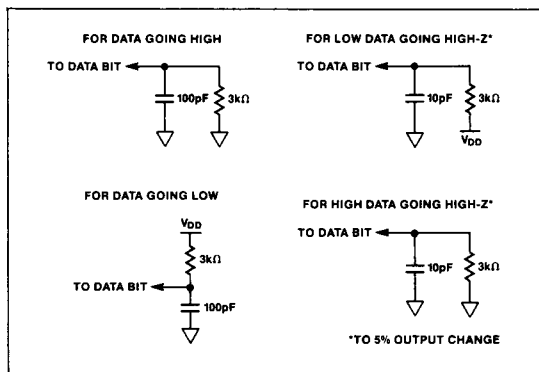 FOR DATA GOING HIGH
TO DATA BIT
100pF
3kΩ
FOR LOW DATA GOING HIGH-Z*
TO DATA BIT
10pF
3kΩ
VDD
FOR DATA GOING LOW
VDD
3kΩ
TO DATA BIT
100pF
FOR HIGH DATA GOING HIGH-Z*
TO DATA BIT
10pF
3kΩ
*TO 5% OUTPUT CHANGE